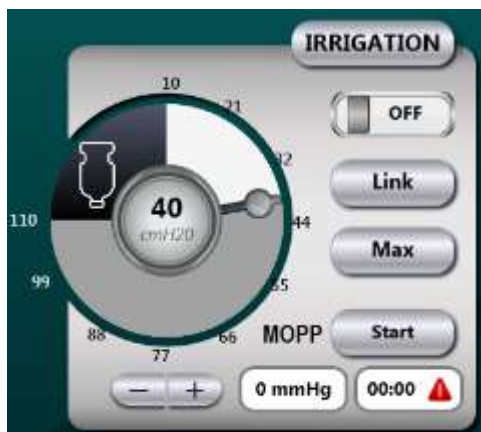 IRRIGATION
10
21
OFF
32
Link
40
cmH20
110
44
Max
99
55
88
66
MOPP
Start
77
− +
0 mmHg
00:00